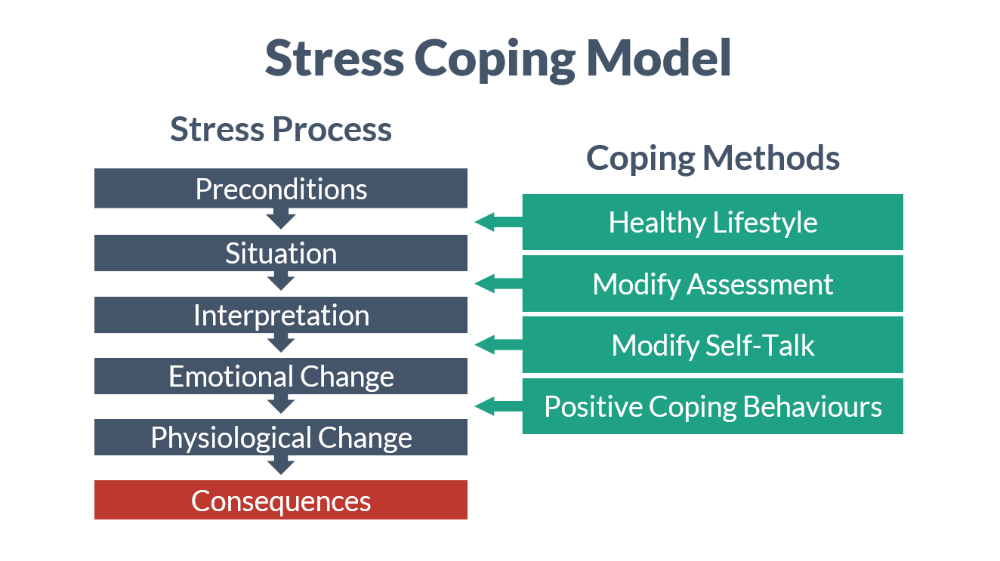 Stress Coping Model
Stress Process
Preconditions
Situation
Interpretation
Emotional Change
Physiological Change
Consequences
Coping Methods
Healthy Lifestyle
Modify Assessment
Modify Self-Talk
Positive Coping Behaviours